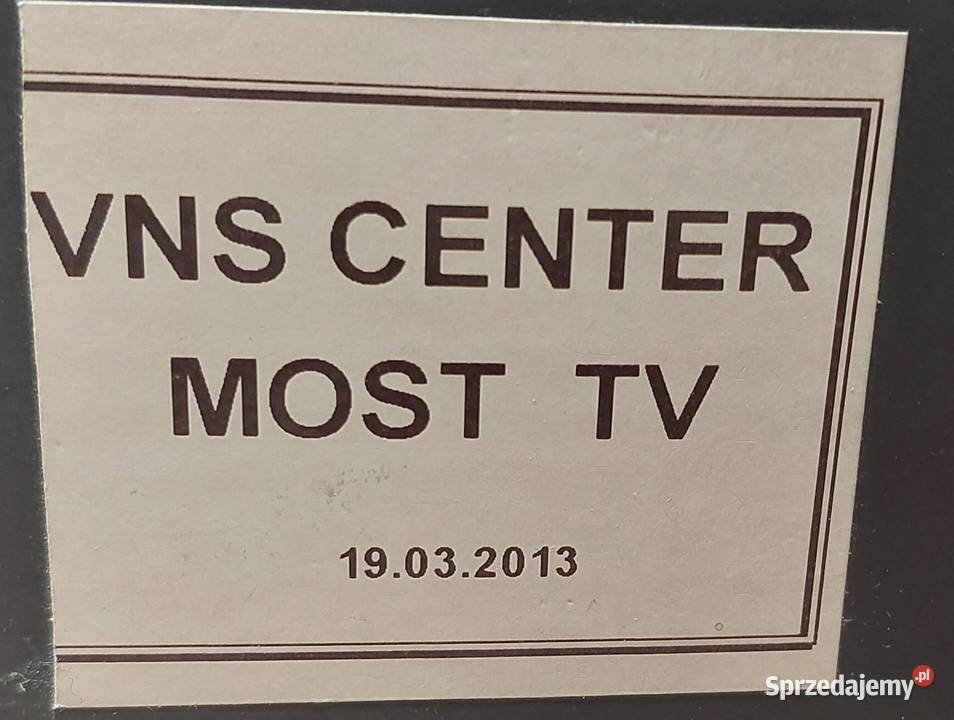 VNS CENTER
MOST TV
19.03.2013
Sprzedajemy.pl